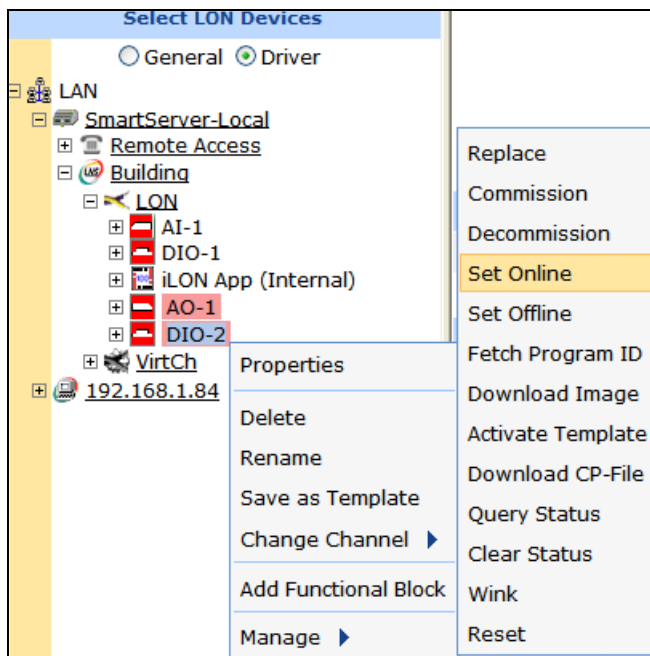 Select LON Devices
General Driver
LAN
SmartServer-Local
Remote Access
Building
LON
AI-1
DIO-1
iLON App (Internal)
AO-1
DIO-2
VirtCh
192.168.1.84
Properties
Delete
Rename
Save as Template
Change Channel
Add Functional Block
Manage
Replace
Commission
Decommission
Set Online
Set Offline
Fetch Program ID
Download Image
Activate Template
Download CP-File
Query Status
Clear Status
Wink
Reset